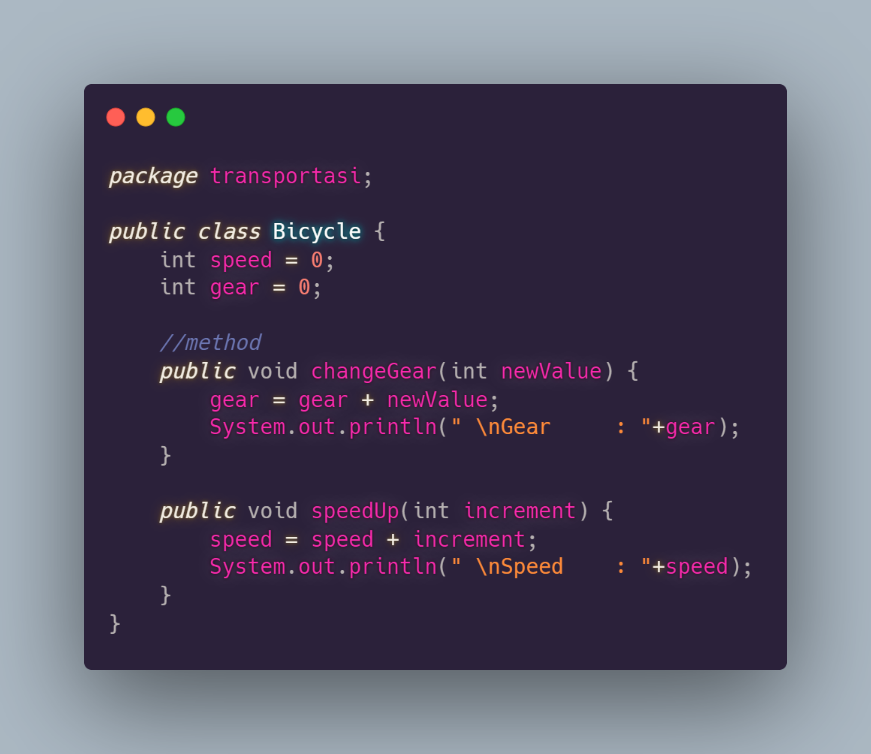 package transportasi;

public class Bicycle {
    int speed = 0;
    int gear = 0;

    //method
    public void changeGear(int newValue) {
        gear = gear + newValue;
        System.out.println(" \nGear     : "+gear);
    }

    public void speedUp(int increment) {
        speed = speed + increment;
        System.out.println(" \nSpeed    : "+speed);
    }
}